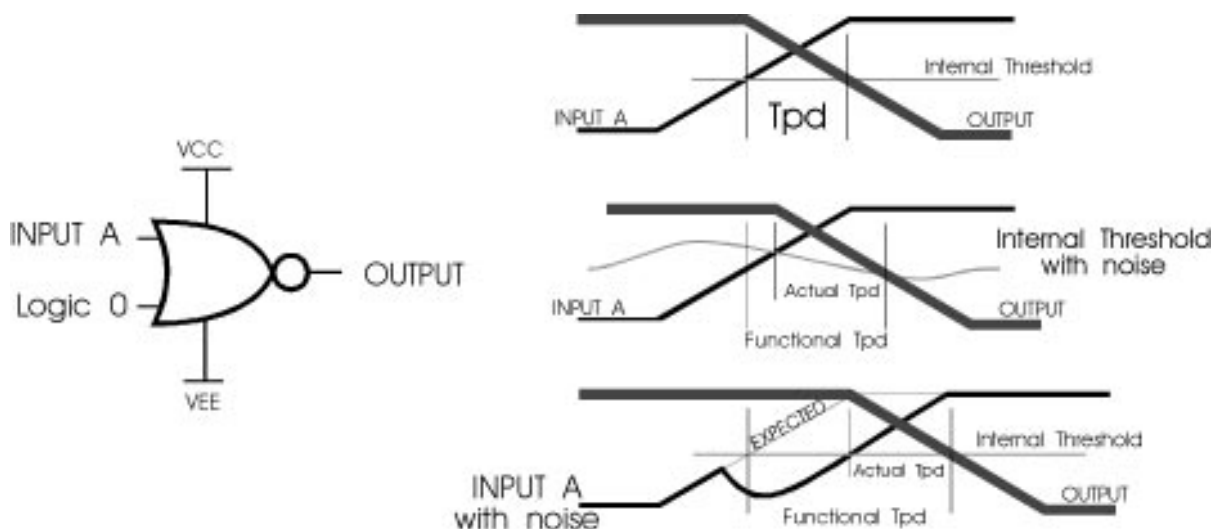 VCC
INPUT A
OUTPUT
Logic 0
VEE
Internal Threshold
INPUT A
Tpd
OUTPUT
Internal Threshold
with noise
Actual Tpd
INPUT A
OUTPUT
Functional Tpd
EXPECTED
Internal Threshold
Actual Tpd
INPUT A
with noise
OUTPUT
Functional Tpd